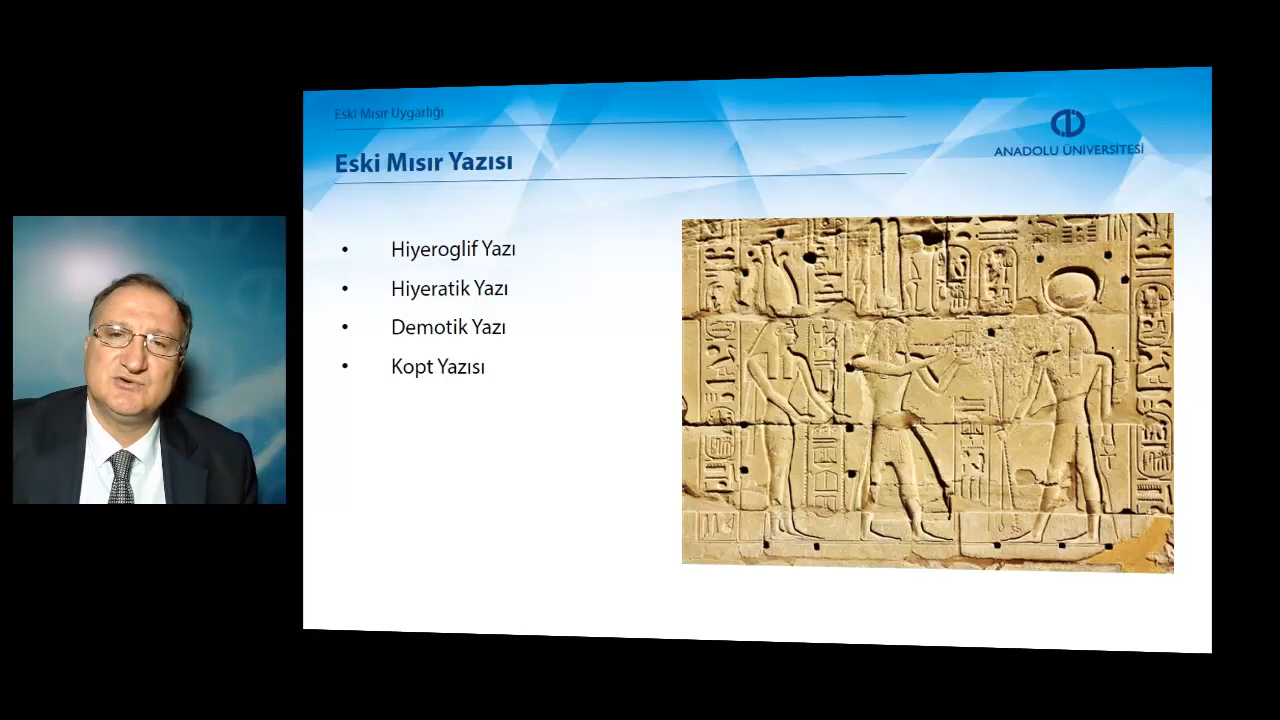 Eski Mısır Uygarlığı
ANADOLU ÜNİVERSİTESİ
Eski Mısır Yazısı
• Hiyeroglif Yazı
• Hiyeratik Yazı
• Demotik Yazı
• Kopt Yazısı